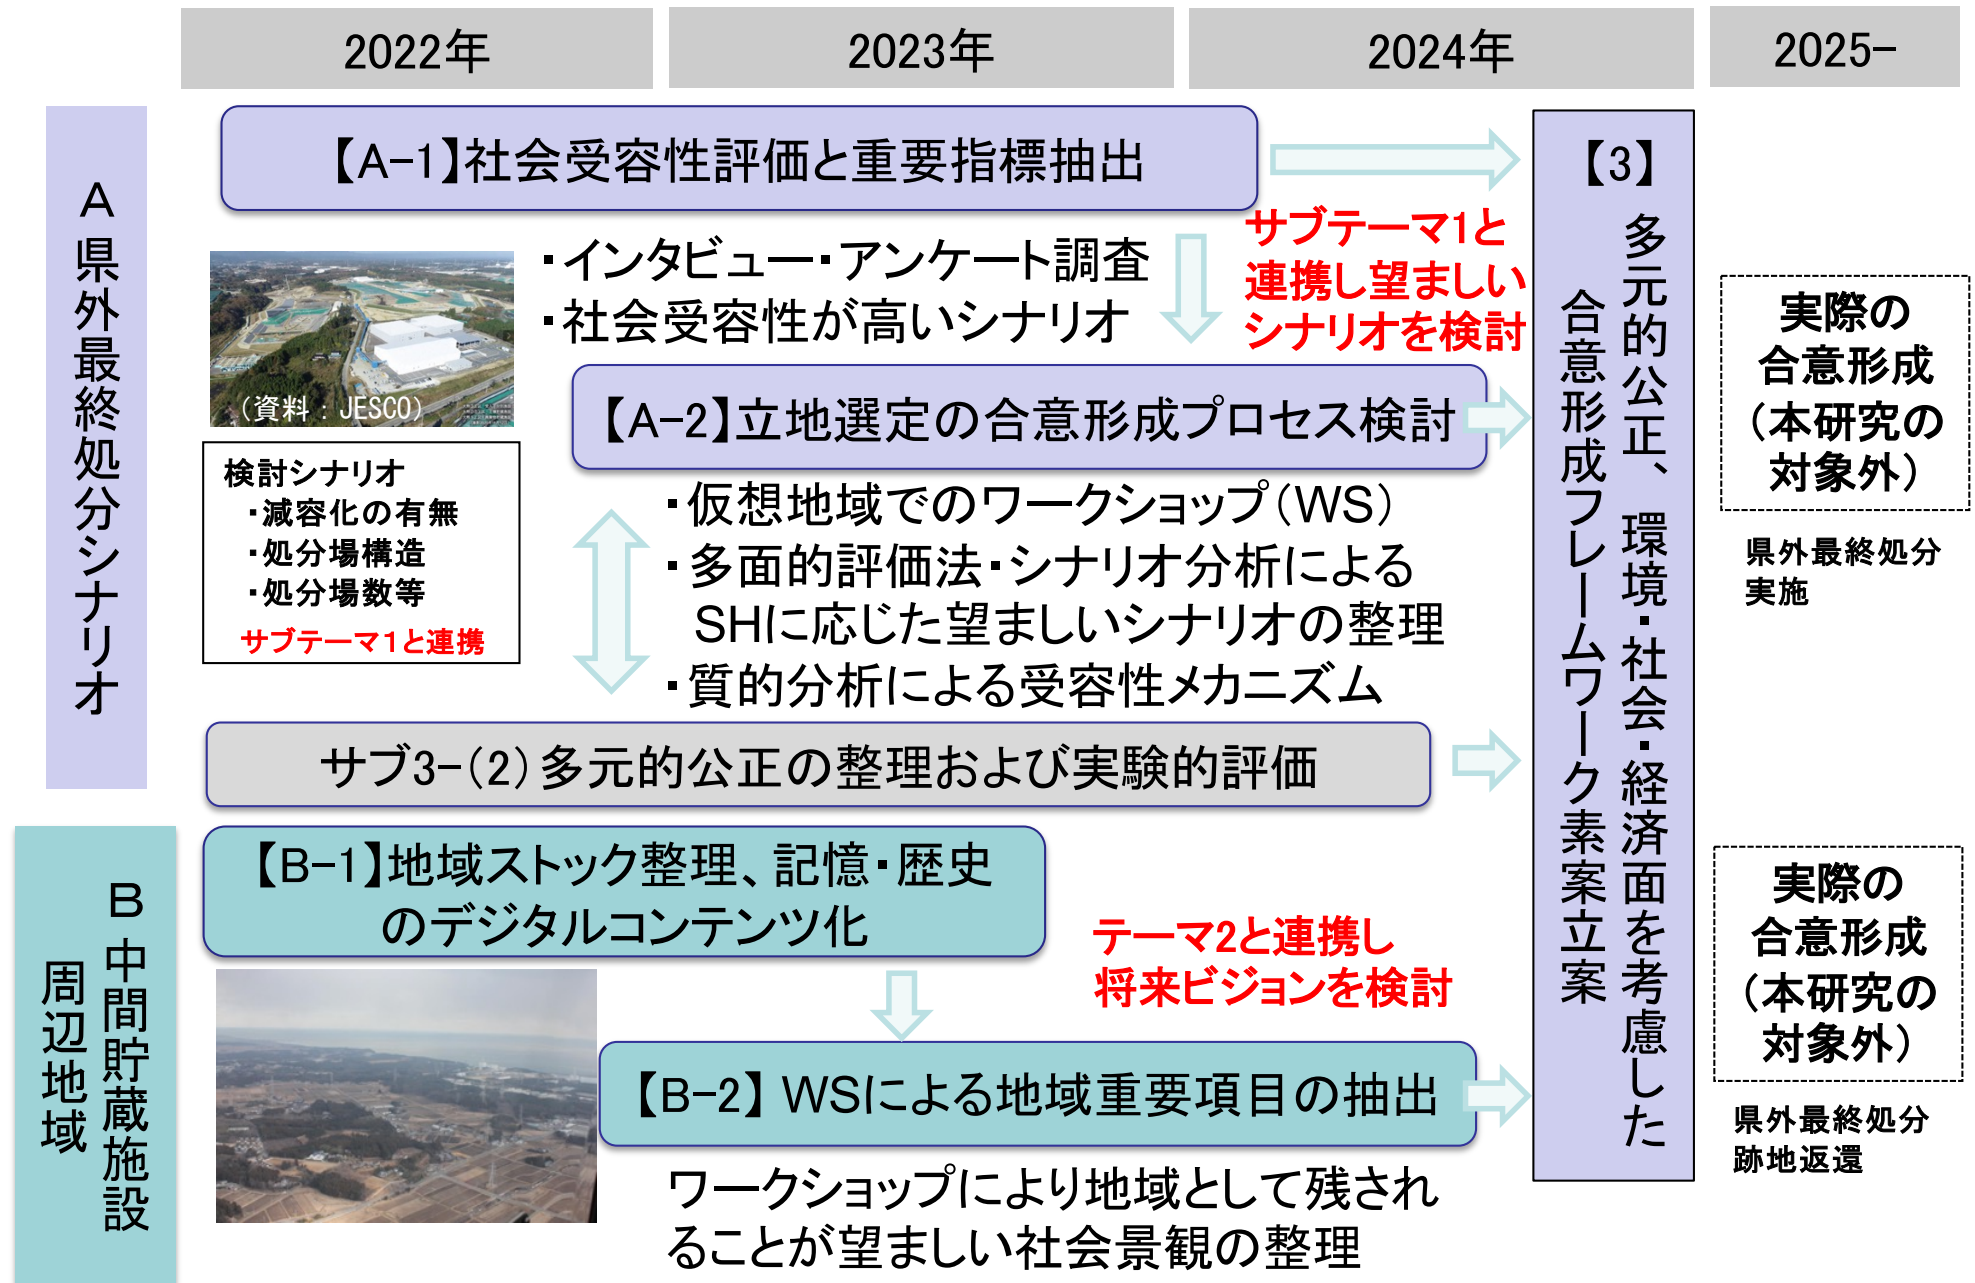 2022年
2023年
2024年
2025-
A 県外最終処分シナリオ
【A-1】社会受容性評価と重要指標抽出
・インタビュー・アンケート調査
・社会受容性が高いシナリオ
サブテーマ1と
連携し望ましい
シナリオを検討
(資料:JESCO)
検討シナリオ
・減容化の有無
・処分場構造
・処分場数等
サブテーマ1と連携
【A-2】立地選定の合意形成プロセス検討
・仮想地域でのワークショップ(WS)
・多面的評価法・シナリオ分析による
SHに応じた望ましいシナリオの整理
・質的分析による受容性メカニズム
サブ3-(2)多元的公正の整理および実験的評価
B 中間貯蔵施設
周辺地域
【B-1】地域ストック整理、記憶・歴史
のデジタルコンテンツ化
テーマ2と連携し
将来ビジョンを検討
【B-2】 WSによる地域重要項目の抽出
ワークショップにより地域として残され
ることが望ましい社会景観の整理
【3】
多元的公正、環境・社会・経済面を考慮した
合意形成フレームワーク素案立案
実際の
合意形成
(本研究の
対象外)
県外最終処分
実施
実際の
合意形成
(本研究の
対象外)
県外最終処分
跡地返還